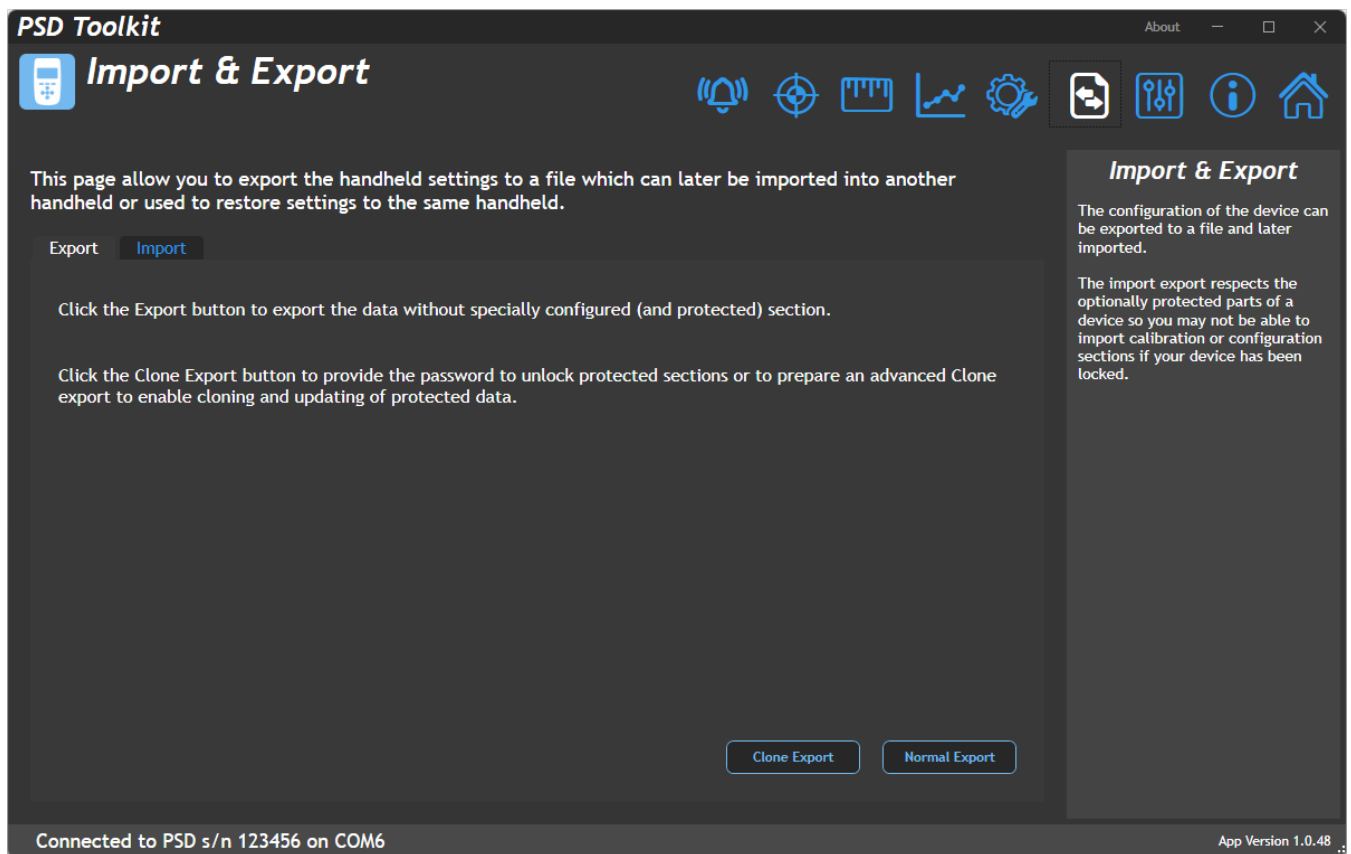 PSD Toolkit
About
Import & Export
This page allow you to export the handheld settings to a file which can later be imported into another
handheld or used to restore settings to the same handheld.
Export Import
Click the Export button to export the data without specially configured (and protected) section.
Click the Clone Export button to provide the password to unlock protected sections or to prepare an advanced Clone
export to enable cloning and updating of protected data.
Clone Export Normal Export
Import & Export
The configuration of the device can
be exported to a file and later
imported.
The import export respects the
optionally protected parts of a
device so you may not be able to
import calibration or configuration
sections if your device has been
locked.
Connected to PSD s/n 123456 on COM6
App Version 1.0.48